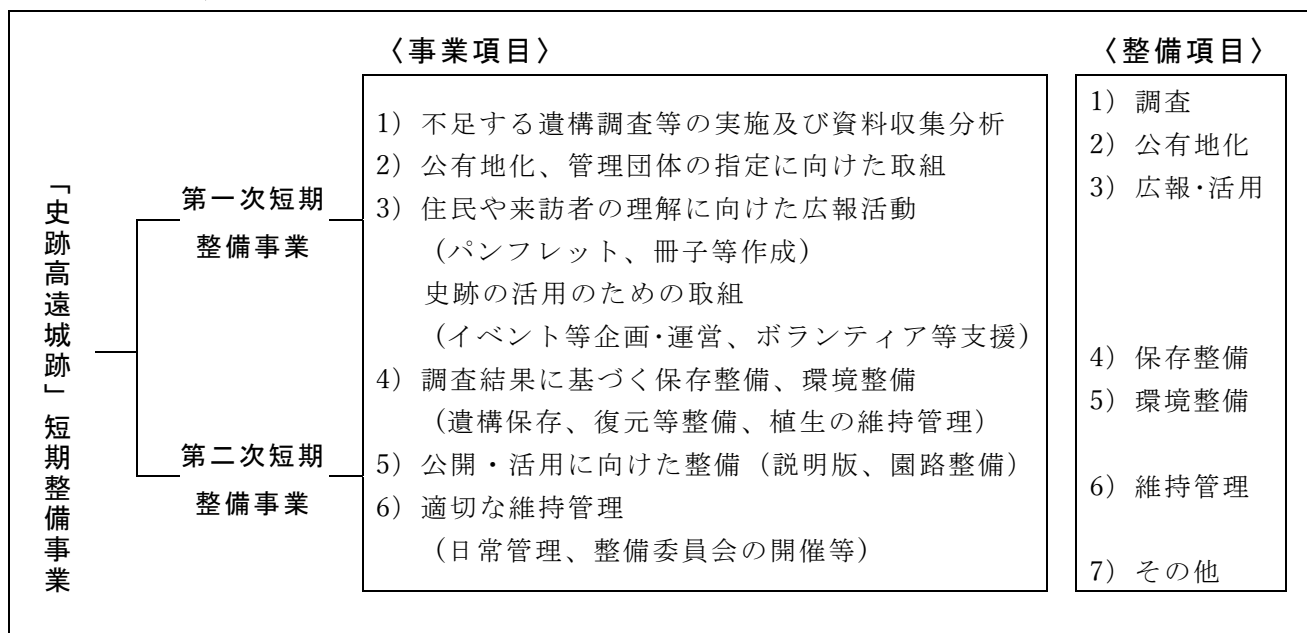 「史跡高遠城跡」短期整備事業
第一次短期
整備事業
第二次短期
整備事業
〈事業項目〉
1) 不足する遺構調査等の実施及び資料収集分析
2) 公有地化、管理団体の指定に向けた取組
3) 住民や来訪者の理解に向けた広報活動
(パンフレット、冊子等作成)
史跡の活用のための取組
(イベント等企画・運営、ボランティア等支援)
4) 調査結果に基づく保存整備、環境整備
(遺構保存、復元等整備、植生の維持管理)
5) 公開・活用に向けた整備(説明版、園路整備)
6) 適切な維持管理
(日常管理、整備委員会の開催等)
〈整備項目〉
1) 調査
2) 公有地化
3) 広報・活用
4) 保存整備
5) 環境整備
6) 維持管理
7) その他